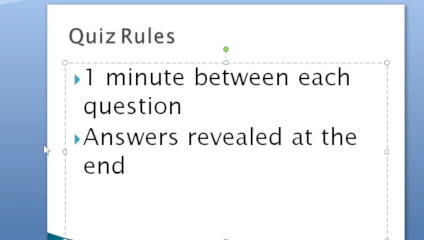 Quiz Rules
1 minute between each
question
Answers revealed at the
end